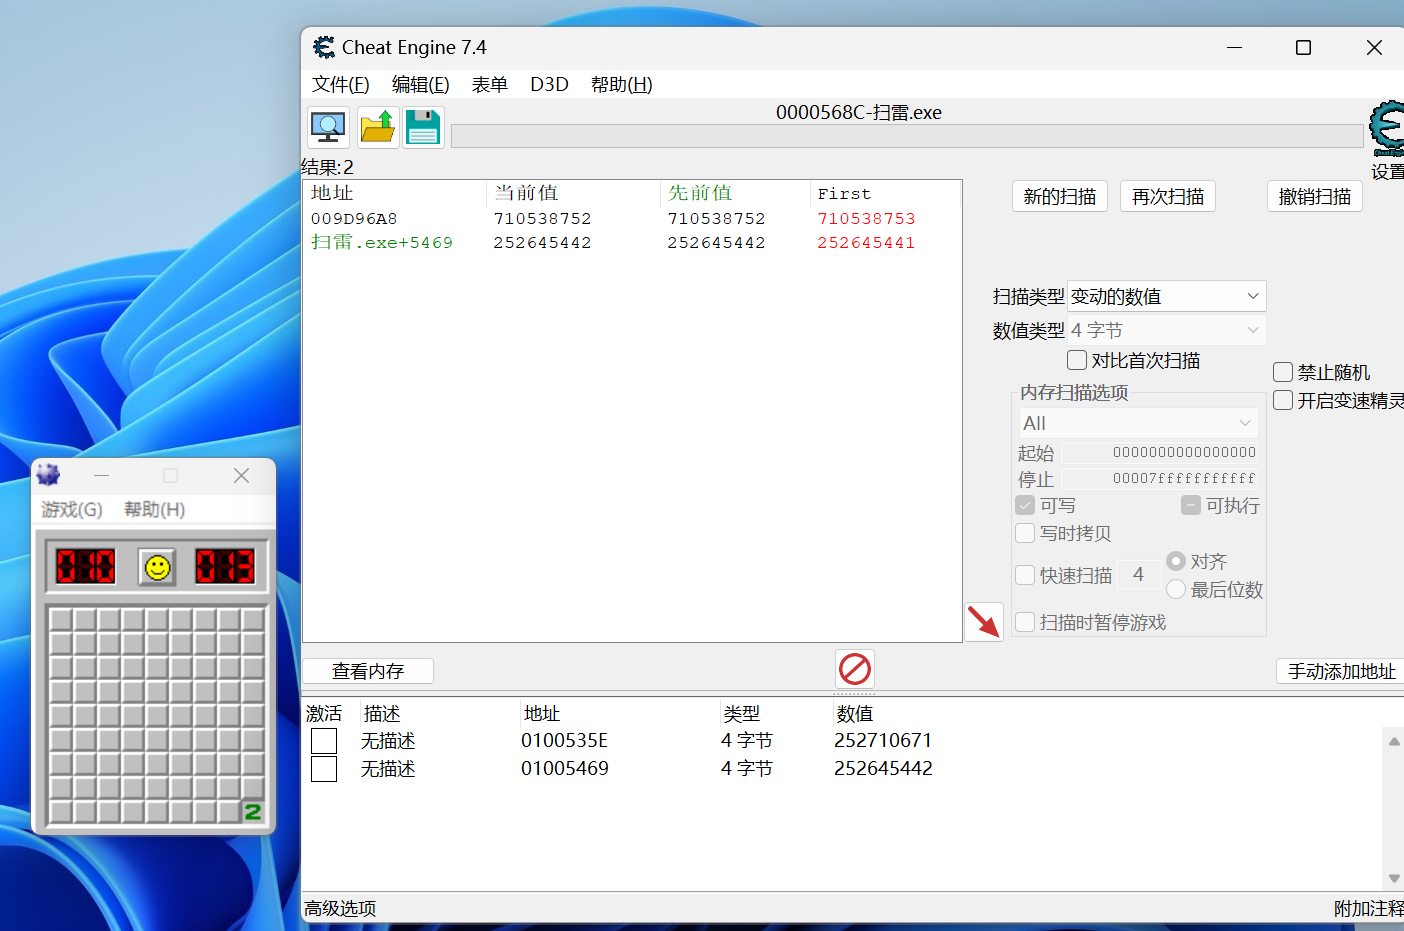 Cheat Engine 7.4
文件(F) 编辑(E) 表单 D3D 帮助(H)
0000568C-扫雷.exe
设置
结果:2
地址 当前值 先前值 First
009D96A8 710538752 710538752 710538753
扫雷.exe+5469 252645442 252645442 252645441
新的扫描 再次扫描 撤销扫描
扫描类型 变动的数值
数值类型 4 字节
对比首次扫描
禁止随机
开启变速精灵
内存扫描选项
All
起始 0000000000000000
停止 00007fffffffffff
可写 可执行
写时拷贝
快速扫描 4 对齐
最后位数
扫描时暂停游戏
查看内存 手动添加地址
激活 描述 地址 类型 数值
无描述 0100535E 4 字节 252710671
无描述 01005469 4 字节 252645442
高级选项 附加注释
游戏(G) 帮助(H)
010 013
2